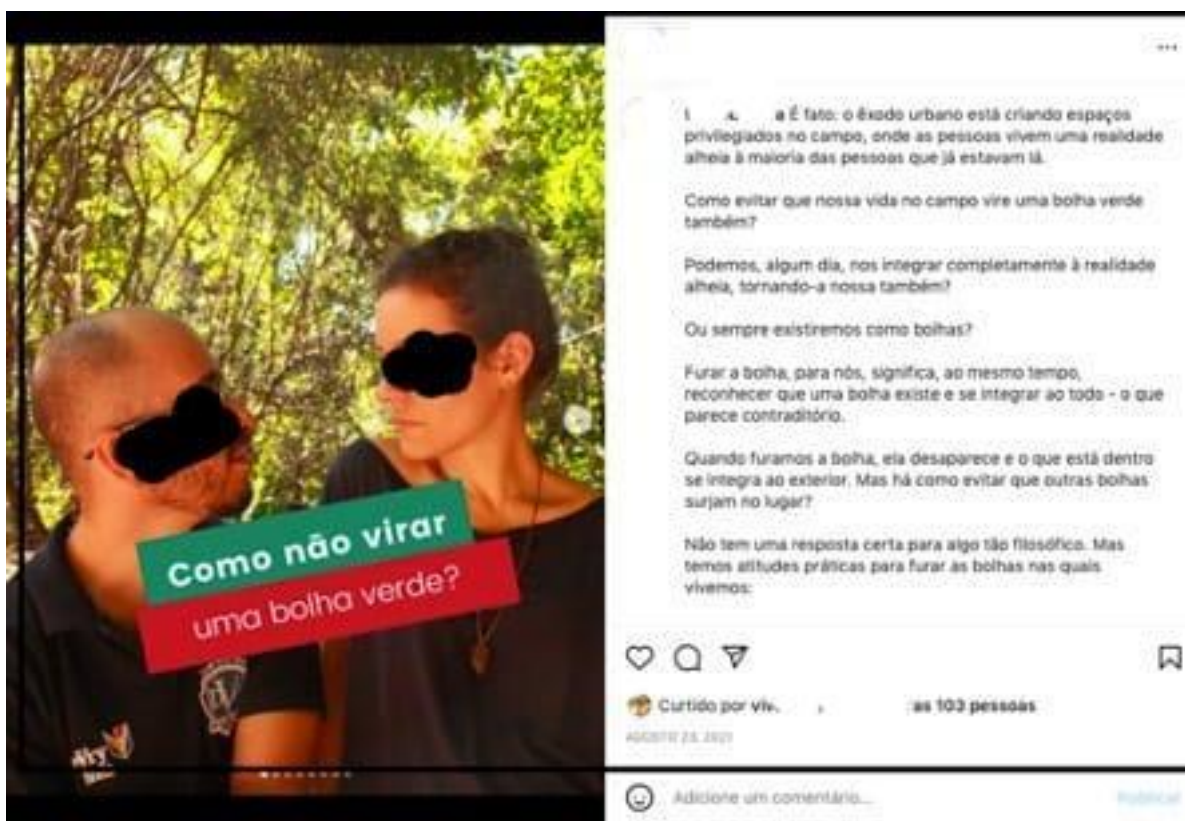 Como não virar
uma bolha verde?
a É fato: o êxodo urbano está criando espaços
privilegiados no campo, onde as pessoas vivem uma realidade
alheia à maioria das pessoas que já estavam lá.
Como evitar que nossa vida no campo vire uma bolha verde
também?
Podemos, algum dia, nos integrar completamente à realidade
alheia, tornando-a nossa também?
Ou sempre existiremos como bolhas?
Furar a bolha, para nós, significa, ao mesmo tempo,
reconhecer que uma bolha existe e se integrar ao todo - o que
parece contraditório.
Quando furamos a bolha, ela desaparece e o que está dentro
se integra ao exterior. Mas há como evitar que outras bolhas
surjam no lugar?
Não tem uma resposta certa para algo tão filosófico. Mas
temos atitudes práticas para furar as bolhas nas quais
vivemos:
Curtido por viv. as 103 pessoas
AGOSTO 23, 2021
Adicione um comentário...
Publicar